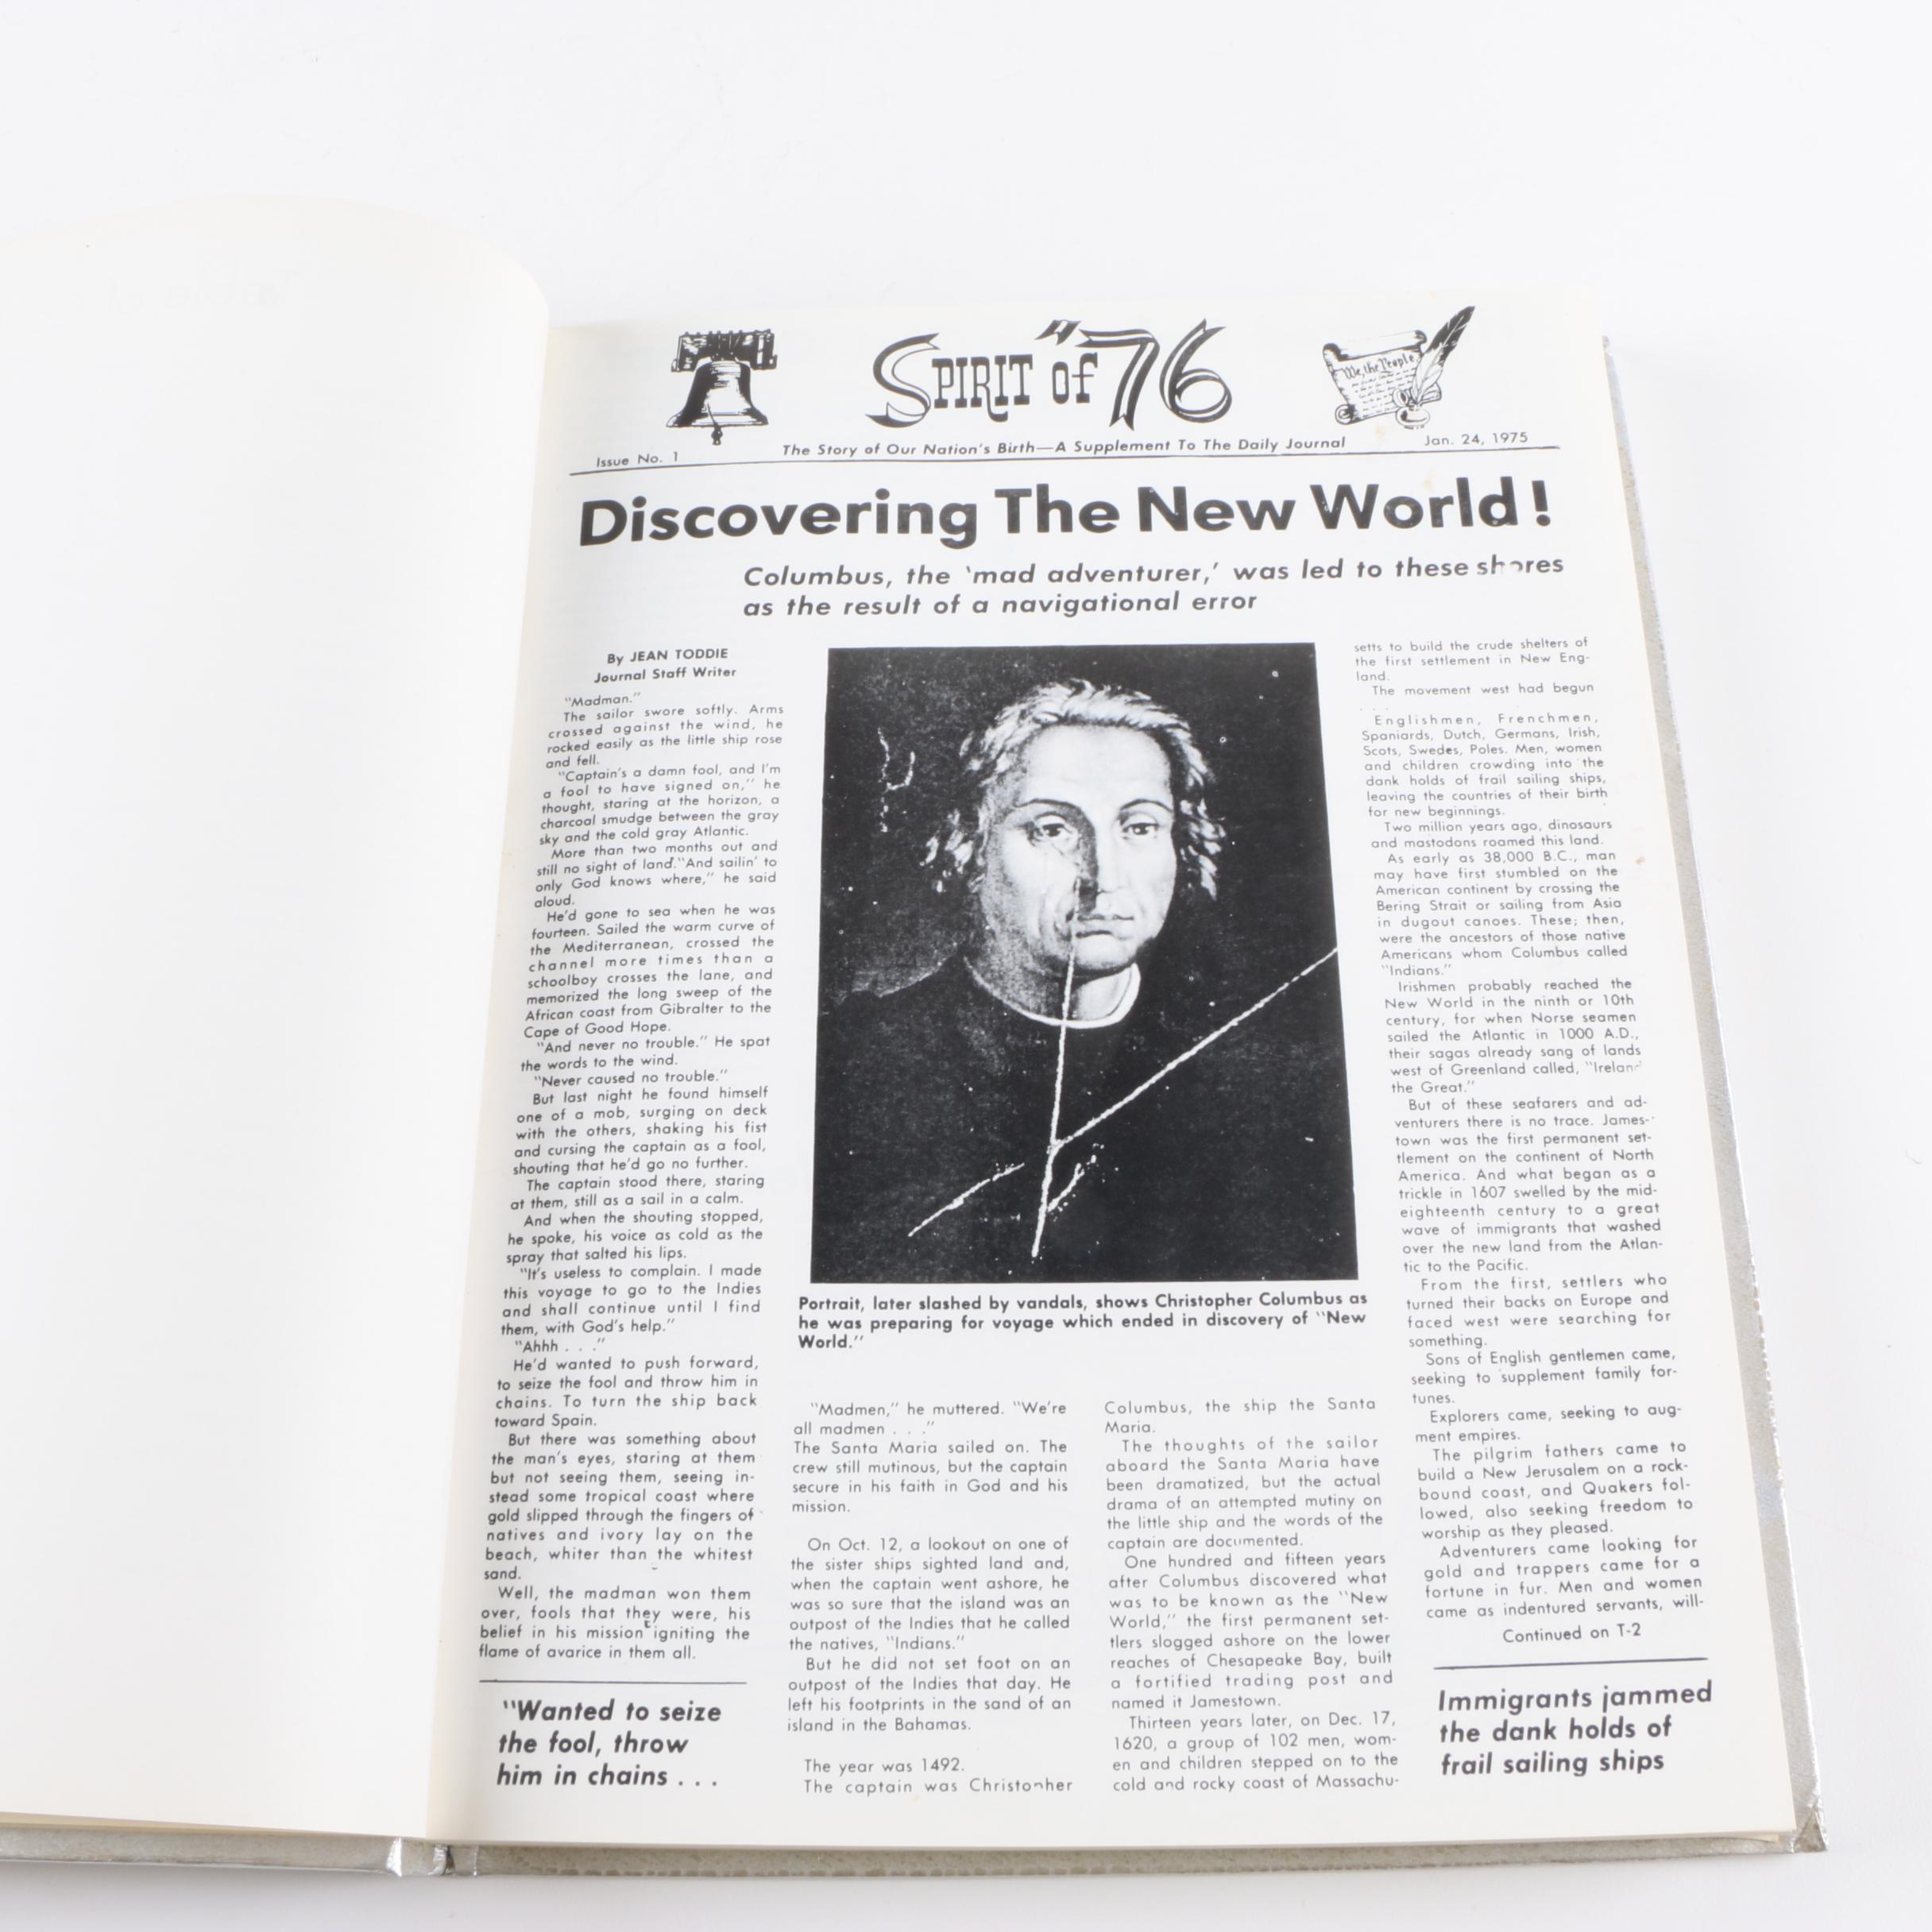 SPIRIT of "76
We, the People
Issue No. 1
The Story of Our Nation's Birth—A Supplement To The Daily Journal
Jan. 24, 1975
Discovering The New World!
Columbus, the 'mad adventurer,' was led to these shores
as the result of a navigational error
By JEAN TODDIE
Journal Staff Writer
"Madman."
The sailor swore softly. Arms
crossed against the wind, he
rocked easily as the little ship rose
and fell.
"Captain's a damn fool, and I'm
a fool to have signed on," he
thought, staring at the horizon, a
charcoal smudge between the gray
sky and the cold gray Atlantic.
More than two months out and
still no sight of land."And sailin' to
only God knows where," he said
aloud.
He'd gone to sea when he was
fourteen. Sailed the warm curve of
the Mediterranean, crossed the
channel more times than a
schoolboy crosses the lane, and
memorized the long sweep of the
African coast from Gibralter to the
Cape of Good Hope.
"And never no trouble." He spat
the words to the wind.
"Never caused no trouble."
But last night he found himself
one of a mob, surging on deck
with the others, shaking his fist
and cursing the captain as a fool,
shouting that he'd go no further.
The captain stood there, staring
at them, still as a sail in a calm.
And when the shouting stopped,
he spoke, his voice as cold as the
spray that salted his lips.
"It's useless to complain. I made
this voyage to go to the Indies
and shall continue until I find
them, with God's help."
"Ahhh . . ."
He'd wanted to push forward,
to seize the fool and throw him in
chains. To turn the ship back
toward Spain.
But there was something about
the man's eyes, staring at them
but not seeing them, seeing in-
stead some tropical coast where
gold slipped through the fingers of
natives and ivory lay on the
beach, whiter than the whitest
sand.
Well, the madman won them
over, fools that they were, his
belief in his mission igniting the
flame of avarice in them all.
"Wanted to seize
the fool, throw
him in chains . . .
Portrait, later slashed by vandals, shows Christopher Columbus as
he was preparing for voyage which ended in discovery of "New
World."
"Madmen," he muttered. "We're
all madmen . . ."
The Santa Maria sailed on. The
crew still mutinous, but the captain
secure in his faith in God and his
mission.
On Oct. 12, a lookout on one of
the sister ships sighted land and,
when the captain went ashore, he
was so sure that the island was an
outpost of the Indies that he called
the natives, "Indians."
But he did not set foot on an
outpost of the Indies that day. He
left his footprints in the sand of an
island in the Bahamas.
The year was 1492.
The captain was Christopher
Columbus, the ship the Santa
Maria.
The thoughts of the sailor
aboard the Santa Maria have
been dramatized, but the actual
drama of an attempted mutiny on
the little ship and the words of the
captain are documented.
One hundred and fifteen years
after Columbus discovered what
was to be known as the "New
World," the first permanent set-
tlers slogged ashore on the lower
reaches of Chesapeake Bay, built
a fortified trading post and
named it Jamestown.
Thirteen years later, on Dec. 17,
1620, a group of 102 men, wom-
en and children stepped on to the
cold and rocky coast of Massachu-
setts to build the crude shelters of
the first settlement in New Eng-
land.
The movement west had begun
. . .
Englishmen, Frenchmen,
Spaniards, Dutch, Germans, Irish,
Scots, Swedes, Poles. Men, women
and children crowding into the
dank holds of frail sailing ships,
leaving the countries of their birth
for new beginnings.
Two million years ago, dinosaurs
and mastodons roamed this land.
As early as 38,000 B.C., man
may have first stumbled on the
American continent by crossing the
Bering Strait or sailing from Asia
in dugout canoes. These; then,
were the ancestors of those native
Americans whom Columbus called
"Indians."
Irishmen probably reached the
New World in the ninth or 10th
century, for when Norse seamen
sailed the Atlantic in 1000 A.D.,
their sagas already sang of lands
west of Greenland called, "Ireland
the Great."
But of these seafarers and ad-
venturers there is no trace. James-
town was the first permanent set-
tlement on the continent of North
America. And what began as a
trickle in 1607 swelled by the mid-
eighteenth century to a great
wave of immigrants that washed
over the new land from the Atlan-
tic to the Pacific.
From the first, settlers who
turned their backs on Europe and
faced west were searching for
something.
Sons of English gentlemen came,
seeking to supplement family for-
tunes.
Explorers came, seeking to aug-
ment empires.
The pilgrim fathers came to
build a New Jerusalem on a rock-
bound coast, and Quakers fol-
lowed, also seeking freedom to
worship as they pleased.
Adventurers came looking for
gold and trappers came for a
fortune in fur. Men and women
came as indentured servants, will-
Continued on T-2
Immigrants jammed
the dank holds of
frail sailing ships